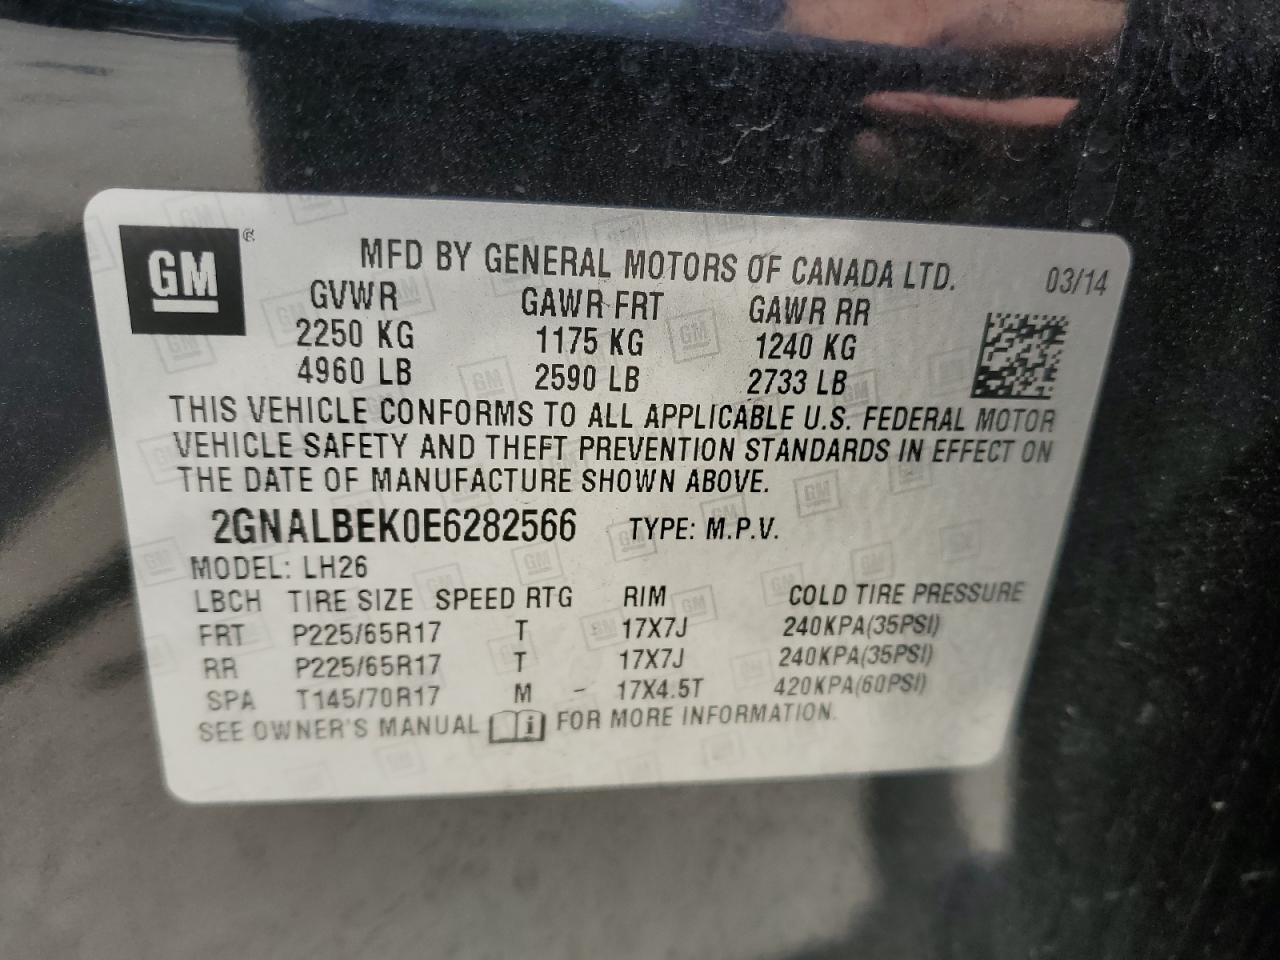 GM ®
MFD BY GENERAL MOTORS OF CANADA LTD. 03/14
GVWR GAWR FRT GAWR RR
2250 KG 1175 KG 1240 KG
4960 LB 2590 LB 2733 LB
THIS VEHICLE CONFORMS TO ALL APPLICABLE U.S. FEDERAL MOTOR
VEHICLE SAFETY AND THEFT PREVENTION STANDARDS IN EFFECT ON
THE DATE OF MANUFACTURE SHOWN ABOVE.
2GNALBEK0E6282566 TYPE: M.P.V.
MODEL: LH26
LBCH TIRE SIZE SPEED RTG RIM COLD TIRE PRESSURE
FRT P225/65R17 T 17X7J 240KPA(35PSI)
RR P225/65R17 T 17X7J 240KPA(35PSI)
SPA T145/70R17 M - 17X4.5T 420KPA(60PSI)
SEE OWNER'S MANUAL i FOR MORE INFORMATION.